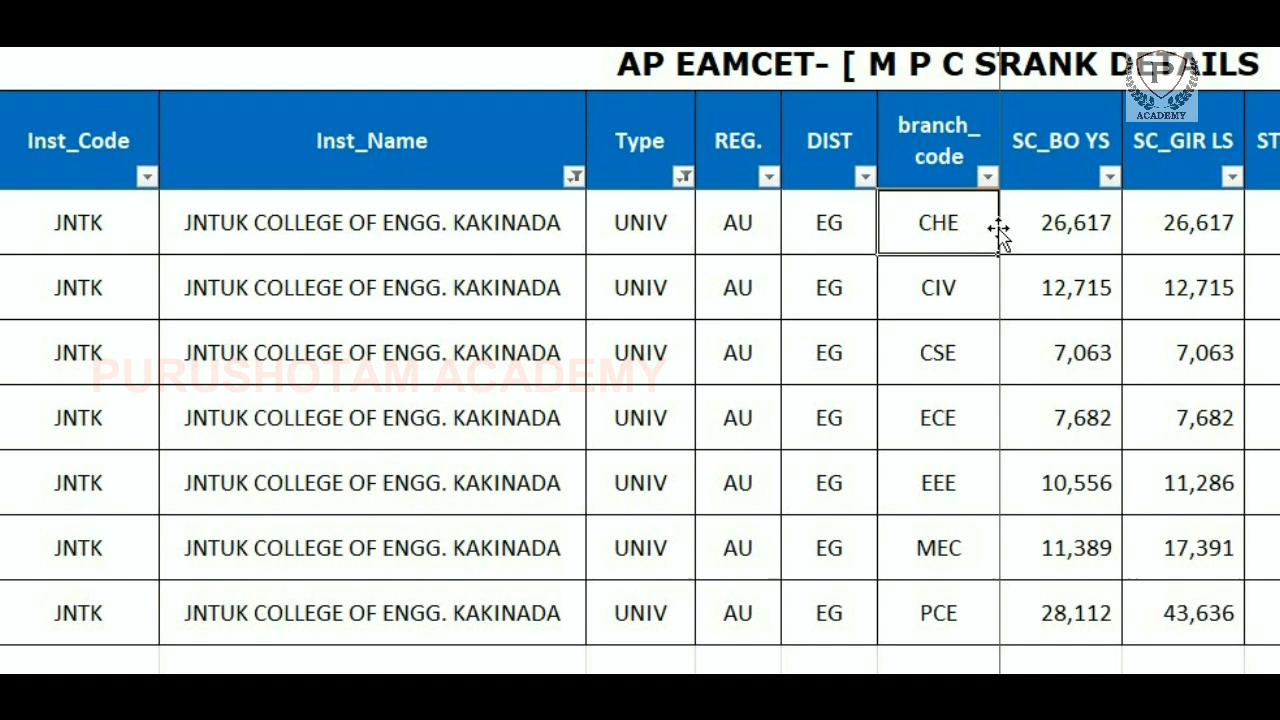 AP EAMCET- [ M P C SRANK DETAILS
TP
ACADEMY
Inst_Code Inst_Name Type REG. DIST branch_ code SC_BO YS SC_GIR LS ST
JNTK JNTUK COLLEGE OF ENGG. KAKINADA UNIV AU EG CHE 26,617 26,617
JNTK JNTUK COLLEGE OF ENGG. KAKINADA UNIV AU EG CIV 12,715 12,715
JNTK JNTUK COLLEGE OF ENGG. KAKINADA UNIV AU EG CSE 7,063 7,063
PURUSHOTAM ACADEMY
JNTK JNTUK COLLEGE OF ENGG. KAKINADA UNIV AU EG ECE 7,682 7,682
JNTK JNTUK COLLEGE OF ENGG. KAKINADA UNIV AU EG EEE 10,556 11,286
JNTK JNTUK COLLEGE OF ENGG. KAKINADA UNIV AU EG MEC 11,389 17,391
JNTK JNTUK COLLEGE OF ENGG. KAKINADA UNIV AU EG PCE 28,112 43,636